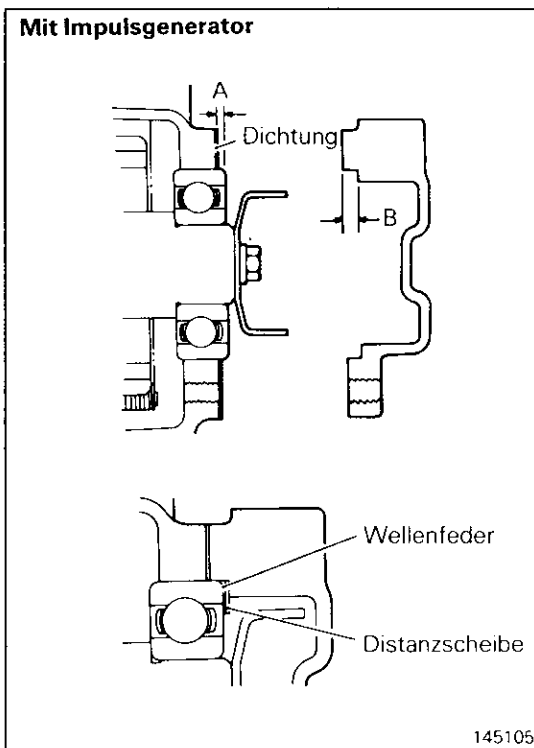 Mit Impulsgenerator
A
Dichtung
B
Wellenfeder
Distanzscheibe
145105